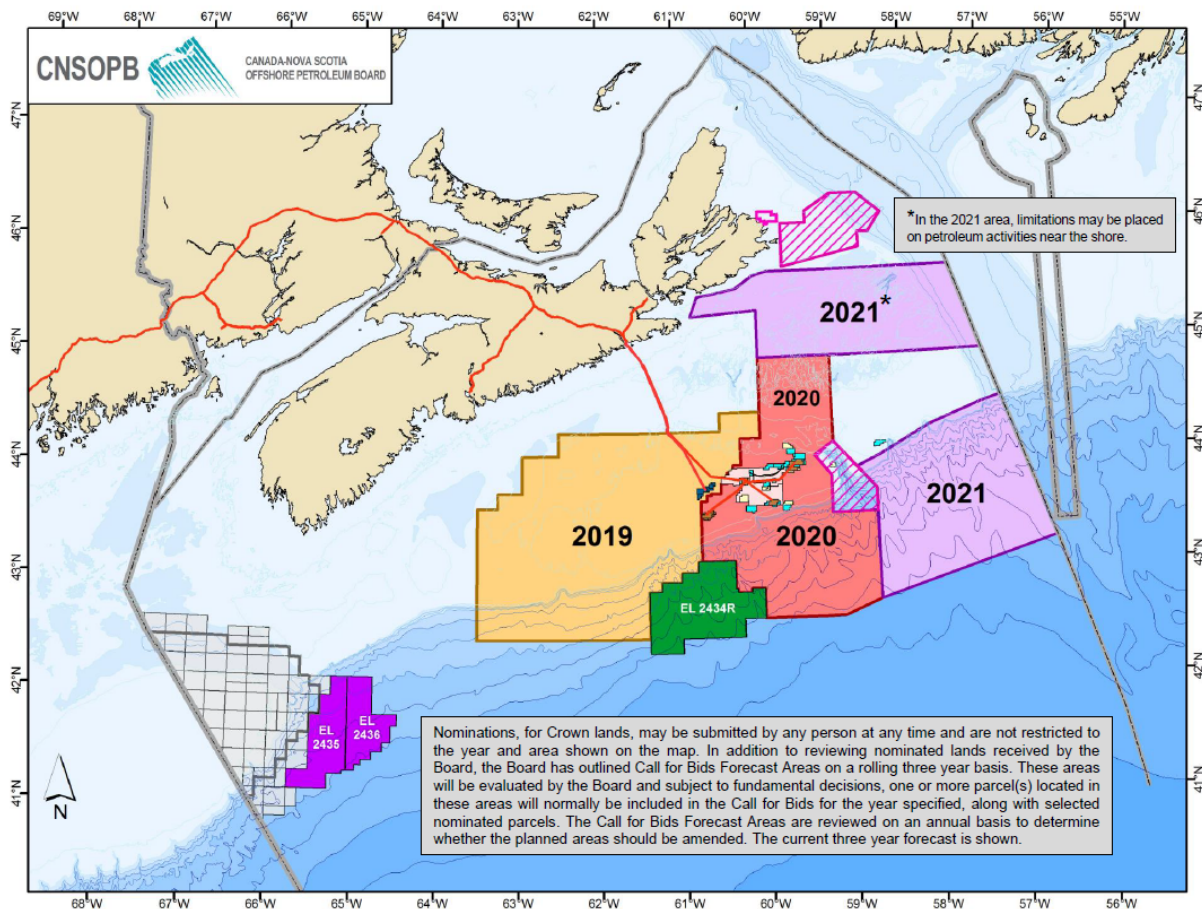 68°W 67°W 66°W 65°W 64°W 63°W 62°W 61°W 60°W 59°W 58°W 57°W 56°W 55°W
CNSOPB
CANADA-NOVA SCOTIA
OFFSHORE PETROLEUM BOARD
47°N 47°N
46°N 46°N
*In the 2021 area, limitations may be placed
on petroleum activities near the shore.
2021*
45°N 45°N
2020
44°N 44°N
2021
2019
2020
43°N 43°N
EL 2434R
42°N 42°N
EL
2435
EL
2436
Nominations, for Crown lands, may be submitted by any person at any time and are not restricted to
the year and area shown on the map. In addition to reviewing nominated lands received by the
Board, the Board has outlined Call for Bids Forecast Areas on a rolling three year basis. These areas
will be evaluated by the Board and subject to fundamental decisions, one or more parcel(s) located in
these areas will normally be included in the Call for Bids for the year specified, along with selected
nominated parcels. The Call for Bids Forecast Areas are reviewed on an annual basis to determine
whether the planned areas should be amended. The current three year forecast is shown.
41°N 41°N
N
68°W 67°W 66°W 65°W 64°W 63°W 62°W 61°W 60°W 59°W 58°W 57°W 56°W